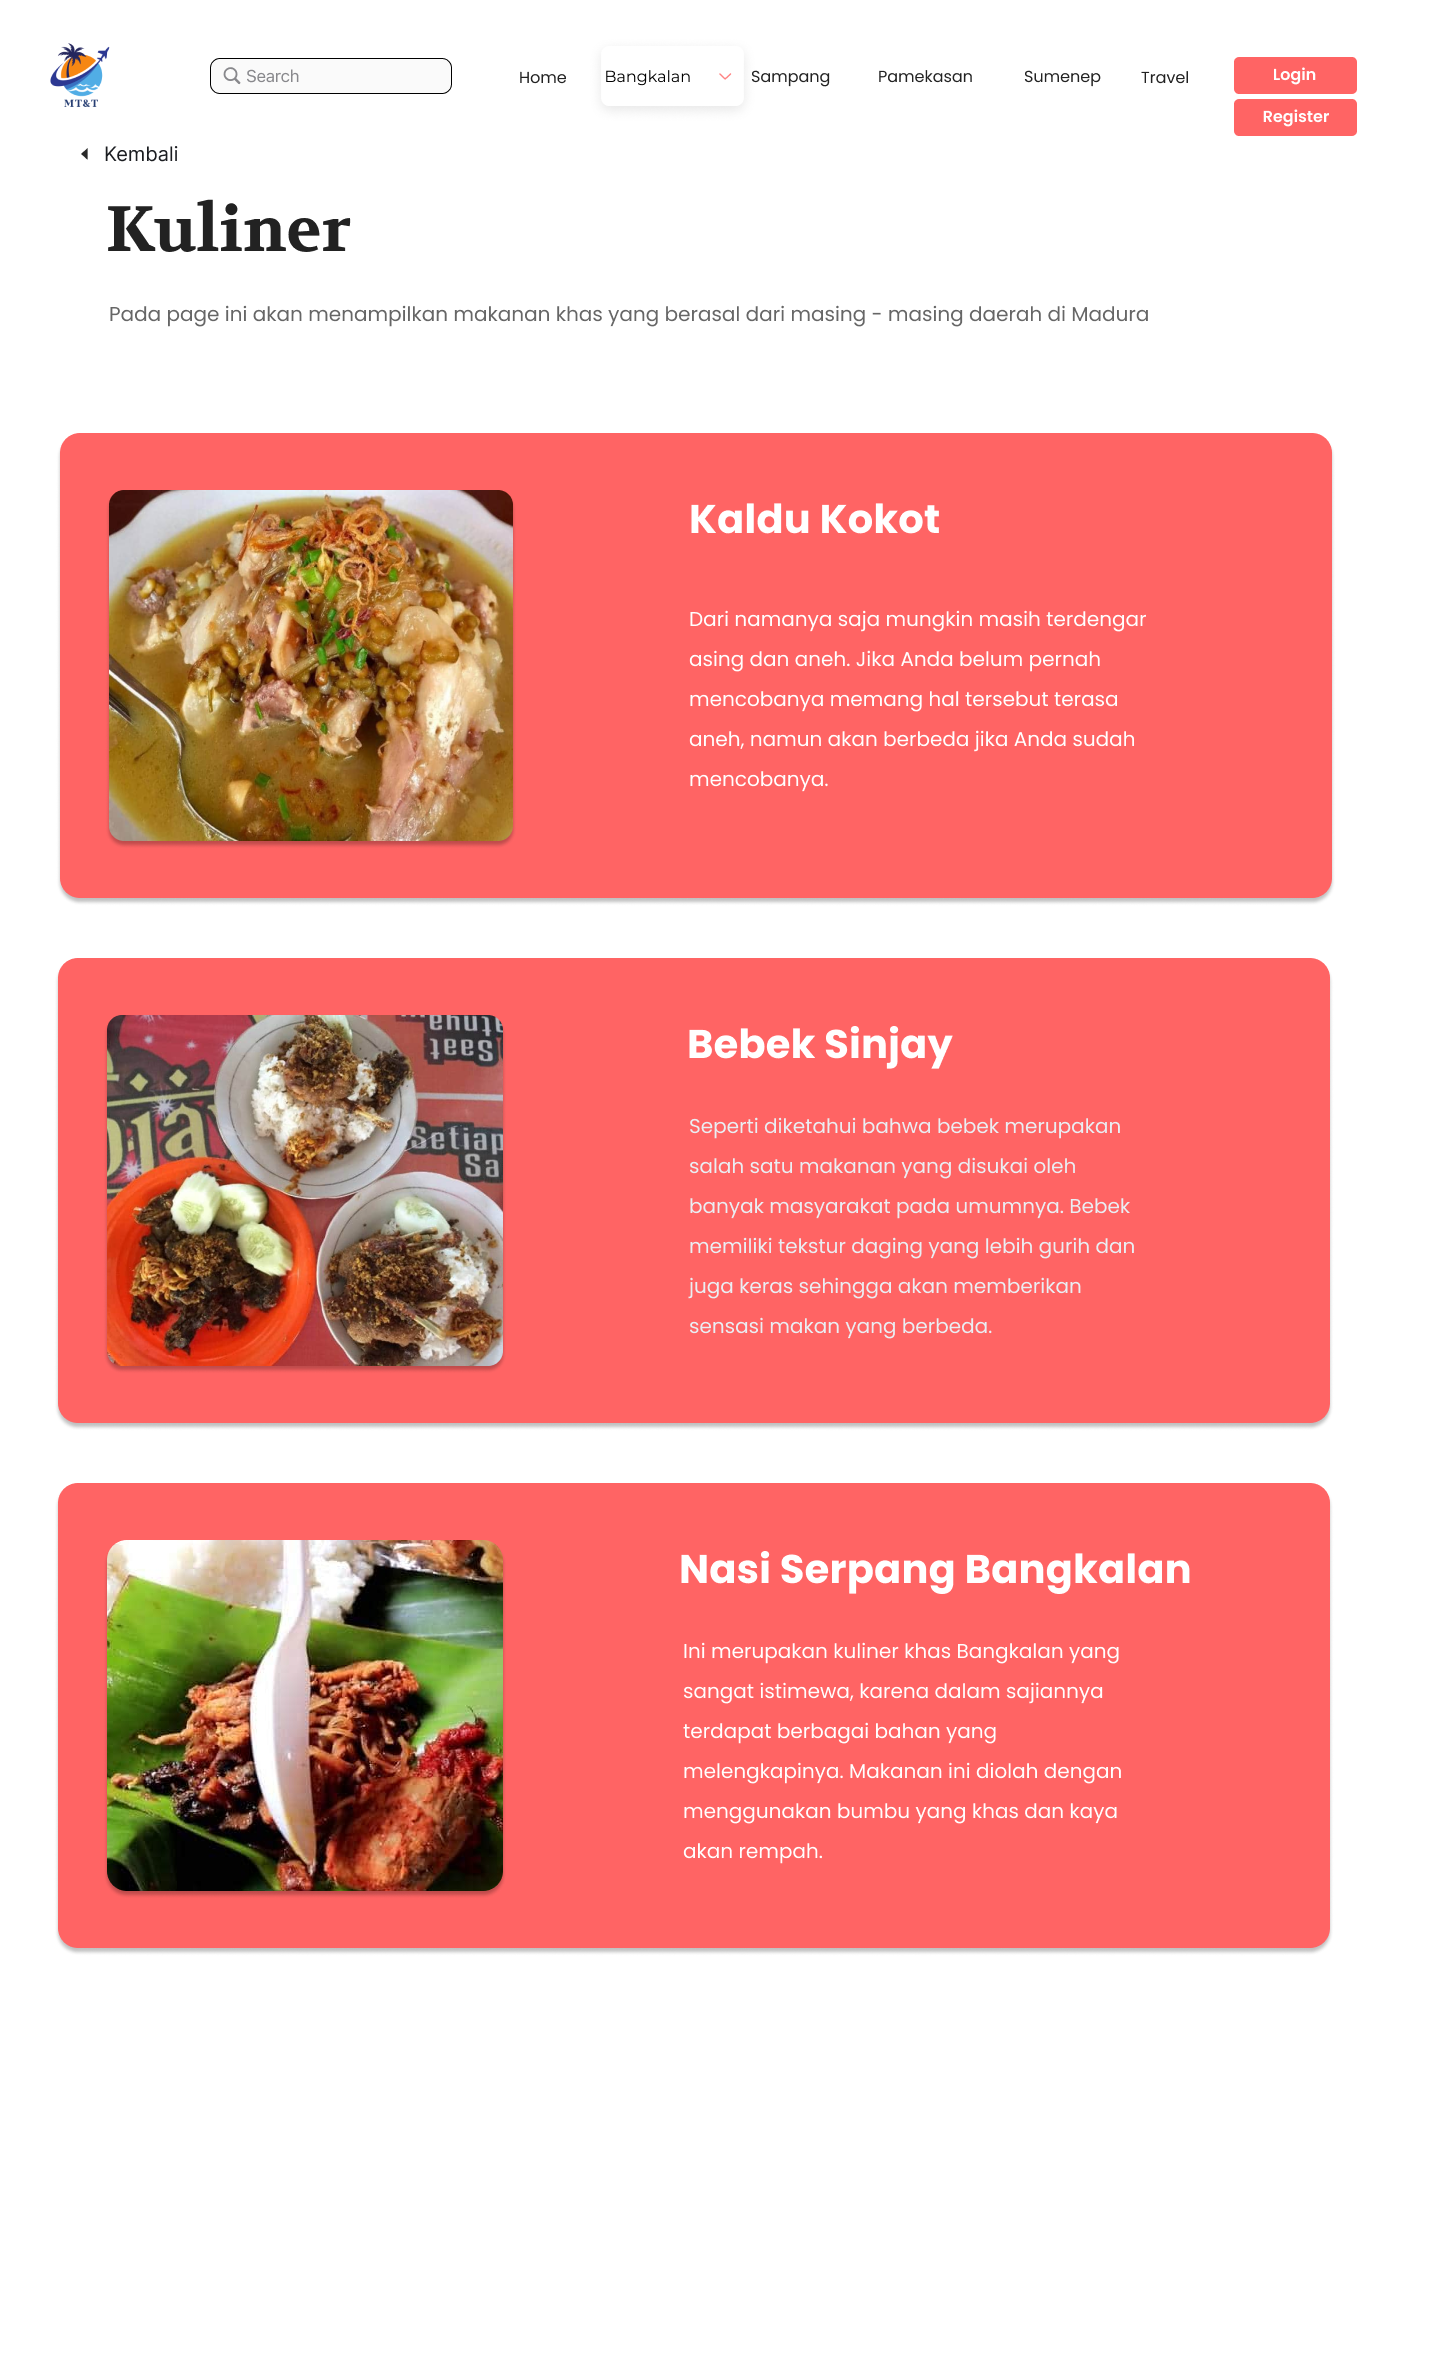 MT&T
Search
Home
Bangkalan
Sampang
Pamekasan
Sumenep
Travel
Login
Register
Kembali
Kuliner
Pada page ini akan menampilkan makanan khas yang berasal dari masing - masing daerah di Madura
Kaldu Kokot
Dari namanya saja mungkin masih terdengar
asing dan aneh. Jika Anda belum pernah
mencobanya memang hal tersebut terasa
aneh, namun akan berbeda jika Anda sudah
mencobanya.
Saat
Setiap
Sa
Bebek Sinjay
Seperti diketahui bahwa bebek merupakan
salah satu makanan yang disukai oleh
banyak masyarakat pada umumnya. Bebek
memiliki tekstur daging yang lebih gurih dan
juga keras sehingga akan memberikan
sensasi makan yang berbeda.
Nasi Serpang Bangkalan
Ini merupakan kuliner khas Bangkalan yang
sangat istimewa, karena dalam sajiannya
terdapat berbagai bahan yang
melengkapinya. Makanan ini diolah dengan
menggunakan bumbu yang khas dan kaya
akan rempah.